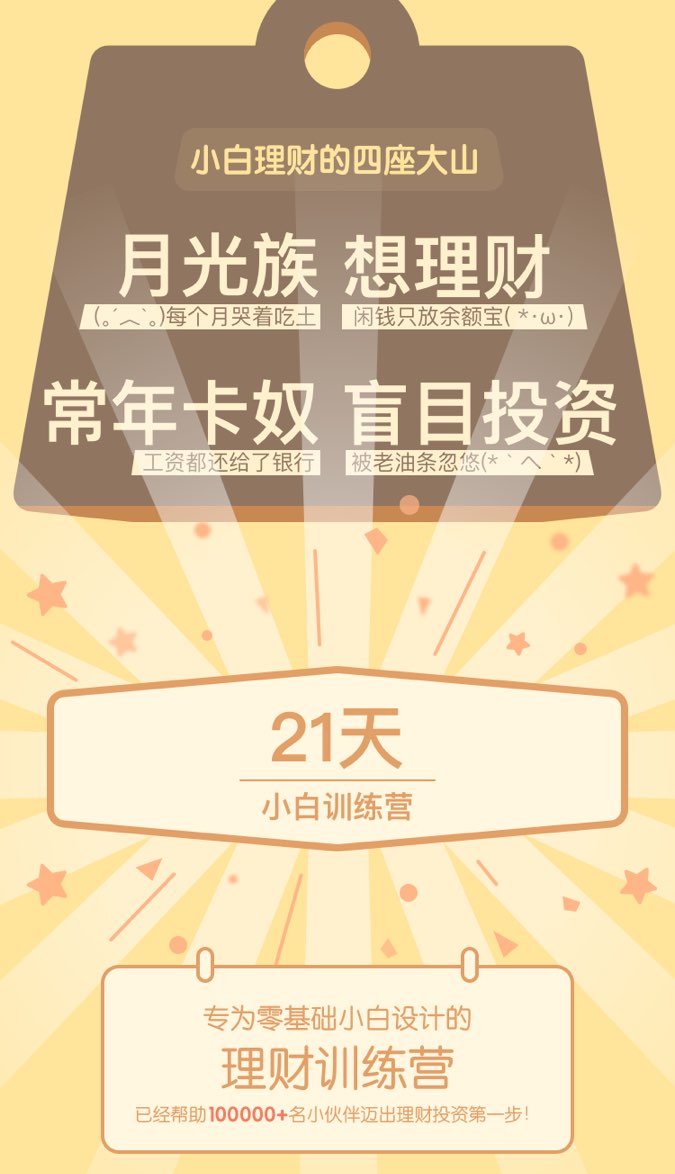 小白理财的四座大山
月光族 想理财
(｡´︿`｡)每个月哭着吃土 闲钱只放余额宝( *·ω·)
常年卡奴 盲目投资
工资都还给了银行 被老油条忽悠(*｀へ´*)
21天
小白训练营
专为零基础小白设计的
理财训练营
已经帮助100000+名小伙伴迈出理财投资第一步！